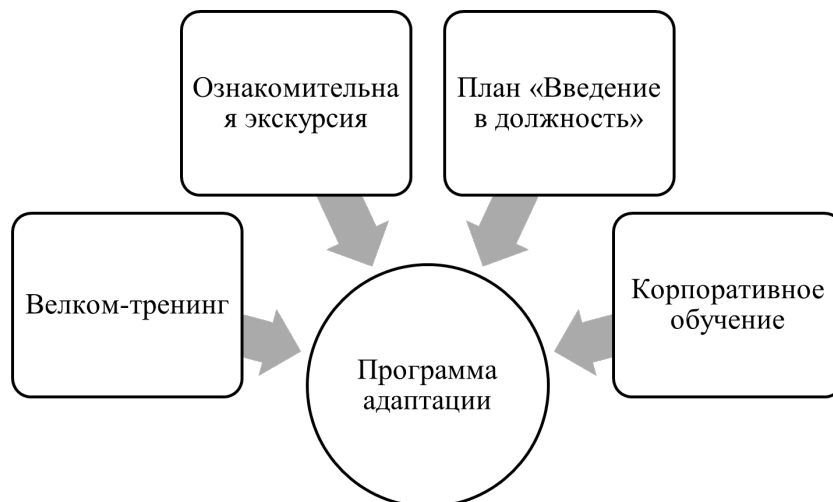 Ознакомительна
я экскурсия
План «Введение
в должность»
Велком-тренинг
Корпоративное
обучение
Программа
адаптации